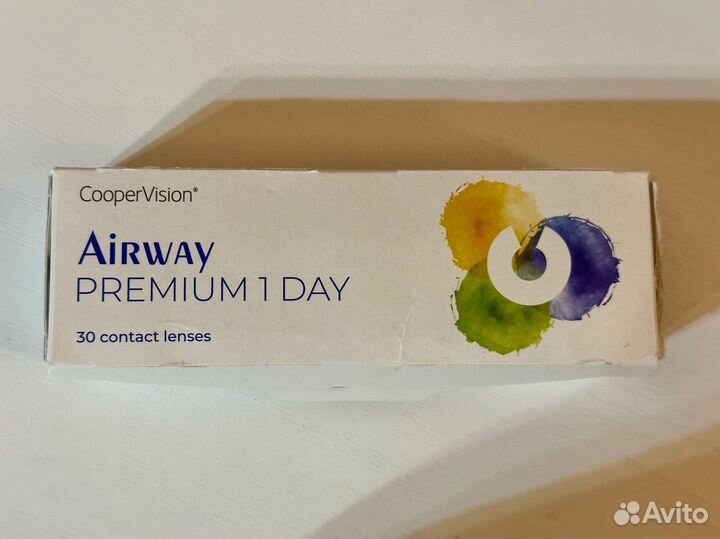 CooperVision®
AiRWAY
PREMIUM 1 DAY
30 contact lenses
Avito